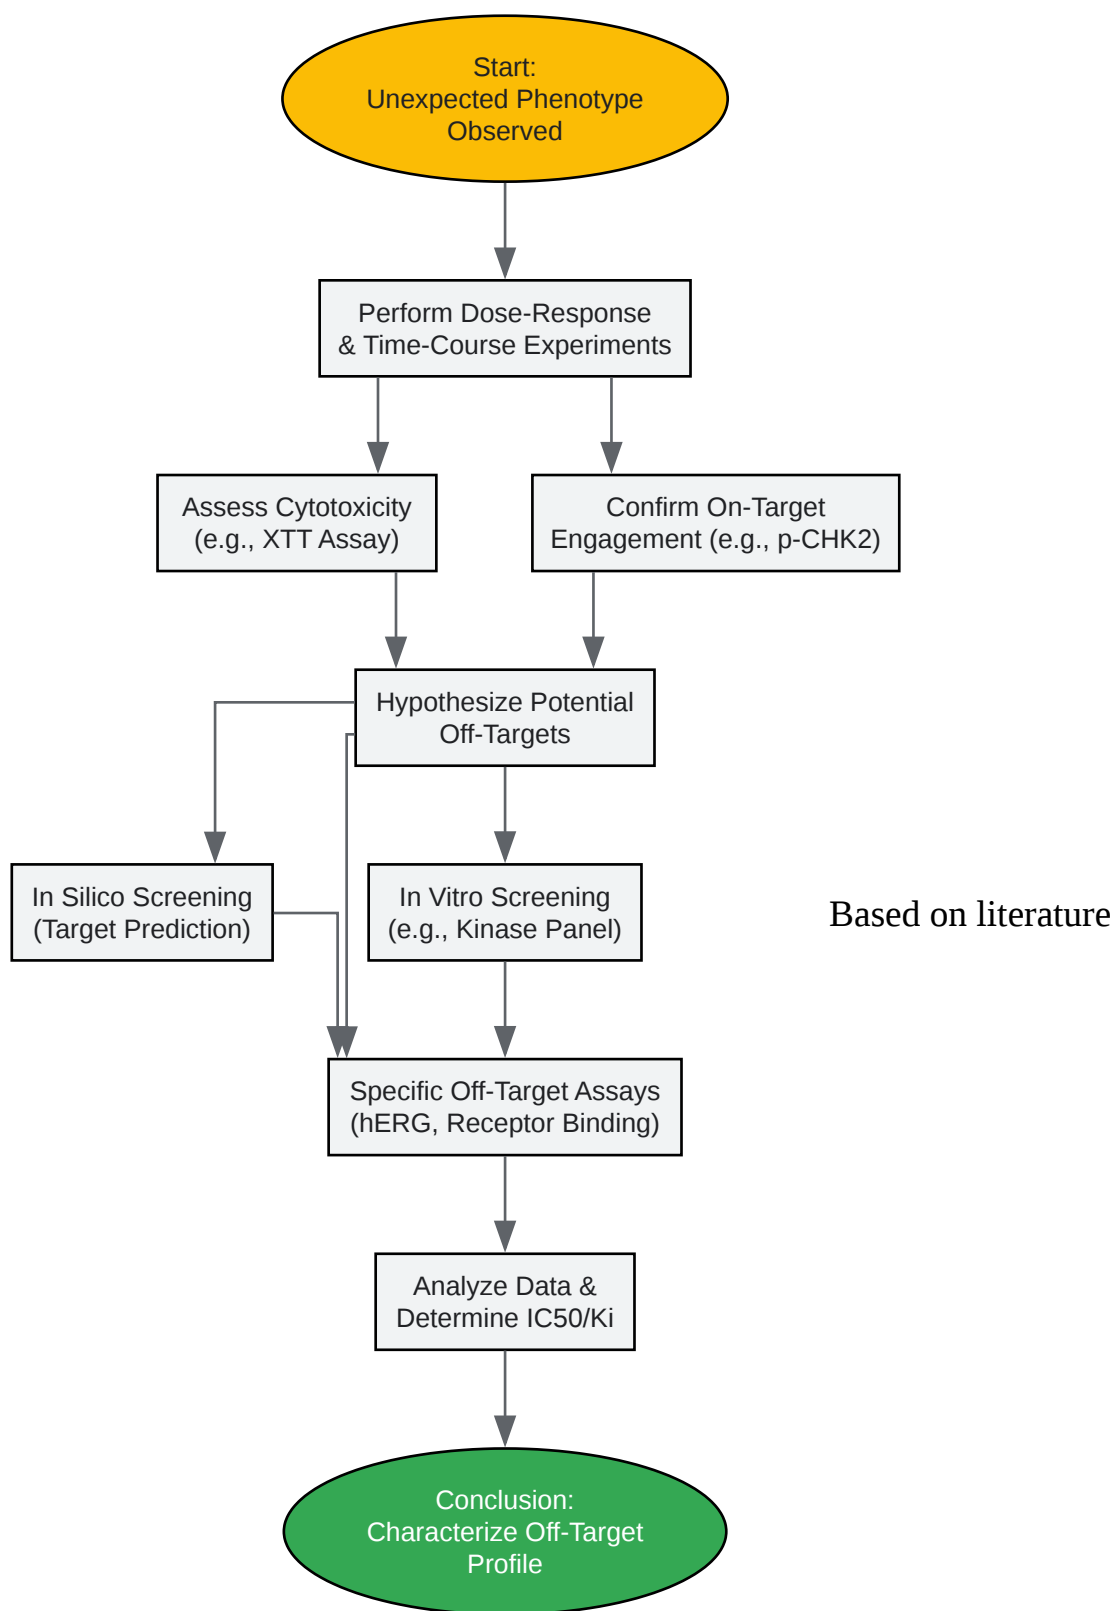 Start:
Unexpected Phenotype
Observed
Perform Dose-Response
& Time-Course Experiments
Assess Cytotoxicity
(e.g., XTT Assay)
Confirm On-Target
Engagement (e.g., p-CHK2)
Hypothesize Potential
Off-Targets
In Silico Screening
(Target Prediction)
In Vitro Screening
(e.g., Kinase Panel)
Based on literature
Specific Off-Target Assays
(hERG, Receptor Binding)
Analyze Data &
Determine IC50/Ki
Conclusion:
Characterize Off-Target
Profile